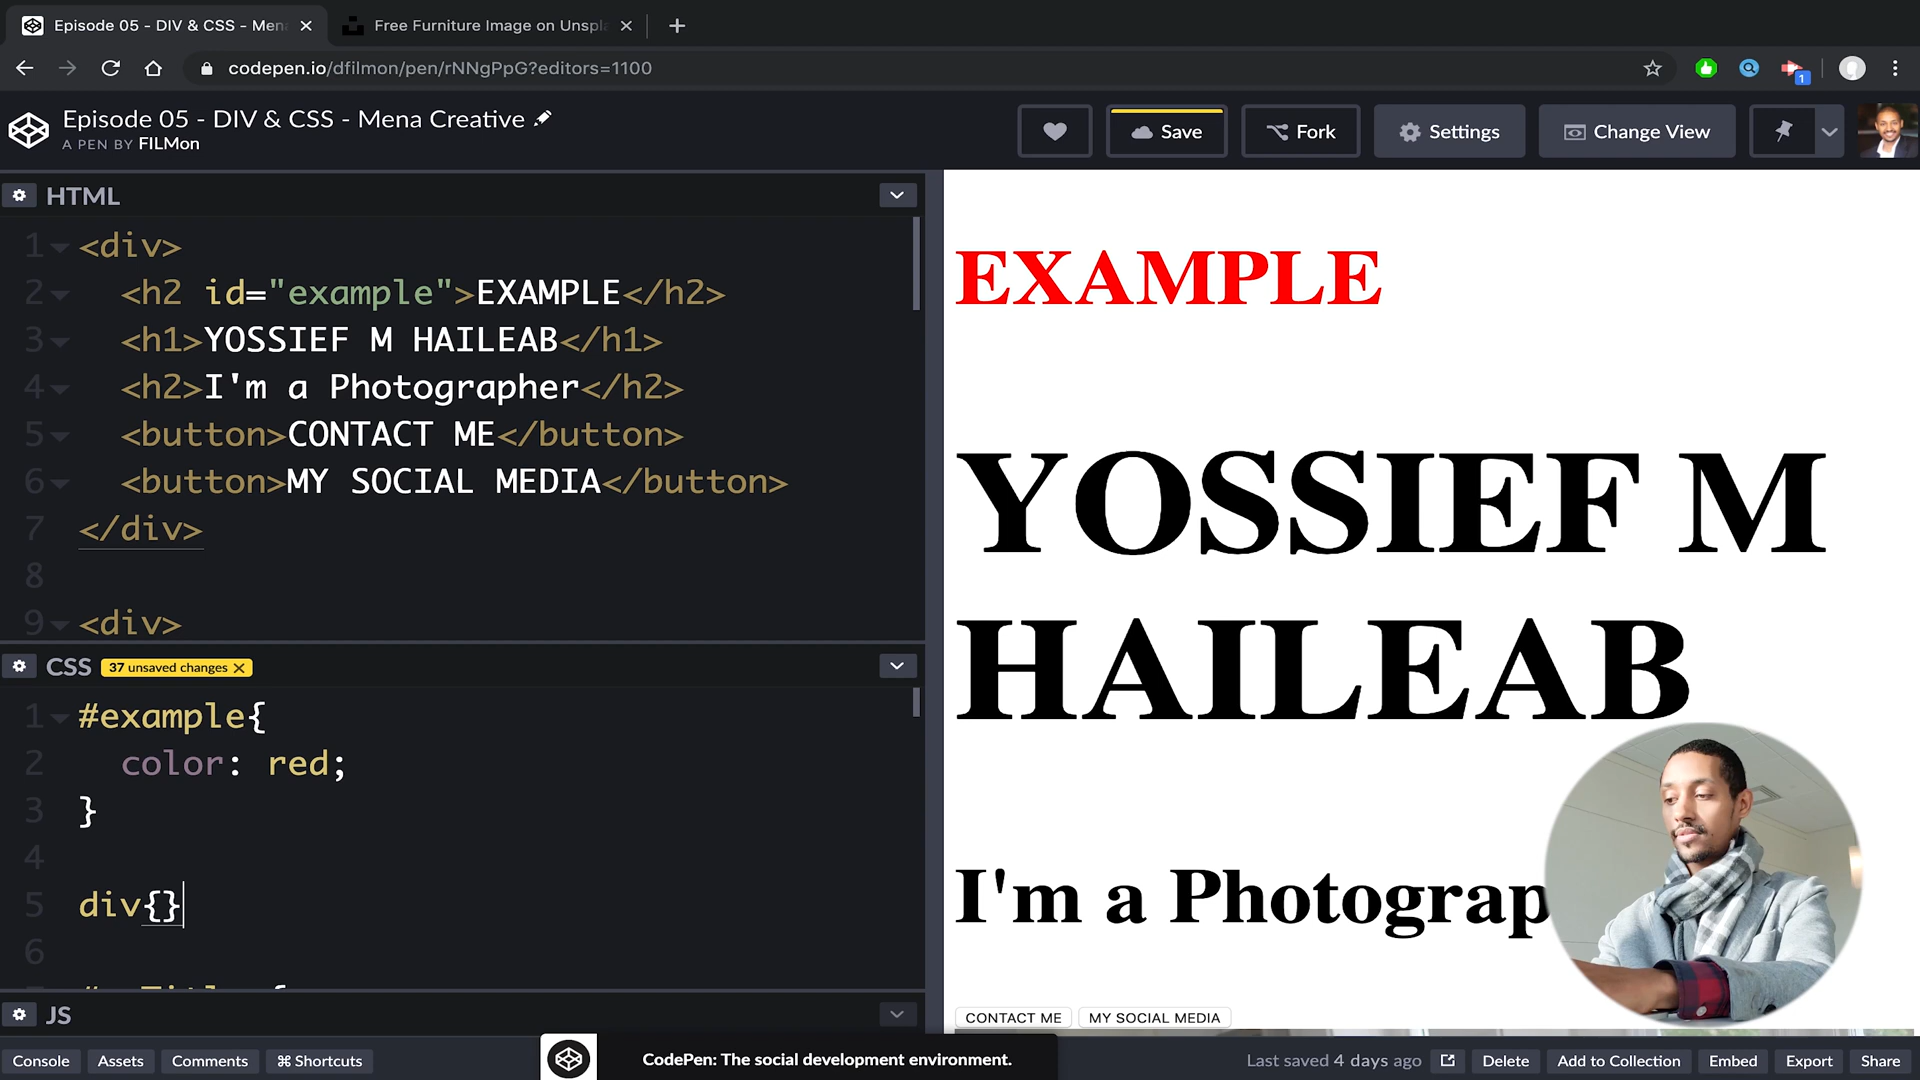 Episode 05 - DIV & CSS - Men
Free Furniture Image on Unspla
codepen.io/dfilmon/pen/rNNgPpG?editors=1100
1
Episode 05 - DIV & CSS - Mena Creative
A PEN BY FILMon
Save
Fork
Settings
Change View
HTML
1 <div>
2 <h2 id="example">EXAMPLE</h2>
3 <h1>YOSSIEF M HAILEAB</h1>
4 <h2>I'm a Photographer</h2>
5 <button>CONTACT ME</button>
6 <button>MY SOCIAL MEDIA</button>
7 </div>
8
9 <div>
CSS 37 unsaved changes
1 #example{
2 color: red;
3 }
4
5 div{}
6
JS
EXAMPLE
YOSSIEF M
HAILEAB
I'm a Photograp
CONTACT ME MY SOCIAL MEDIA
Console Assets Comments ⌘ Shortcuts
CodePen: The social development environment.
Last saved 4 days ago Delete Add to Collection Embed Export Share